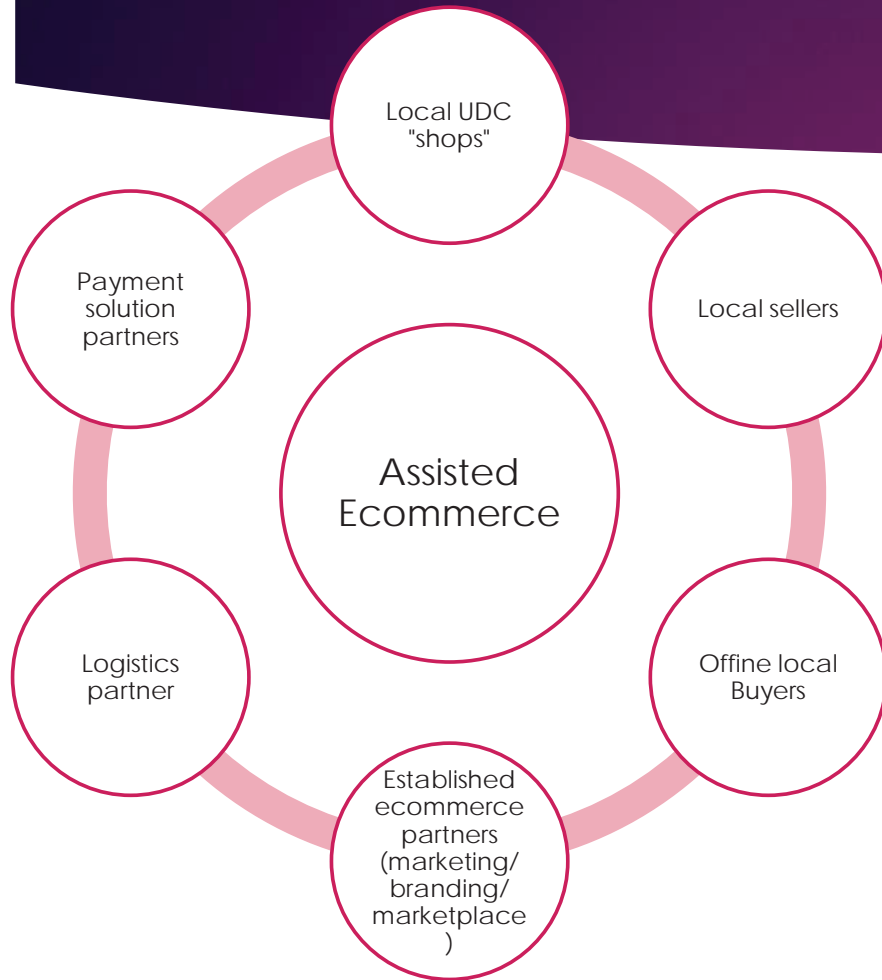 Local UDC
"shops"
Local sellers
Offine local
Buyers
Established
ecommerce
partners
(marketing/
branding/
marketplace
)
Logistics
partner
Payment
solution
partners
Assisted
Ecommerce